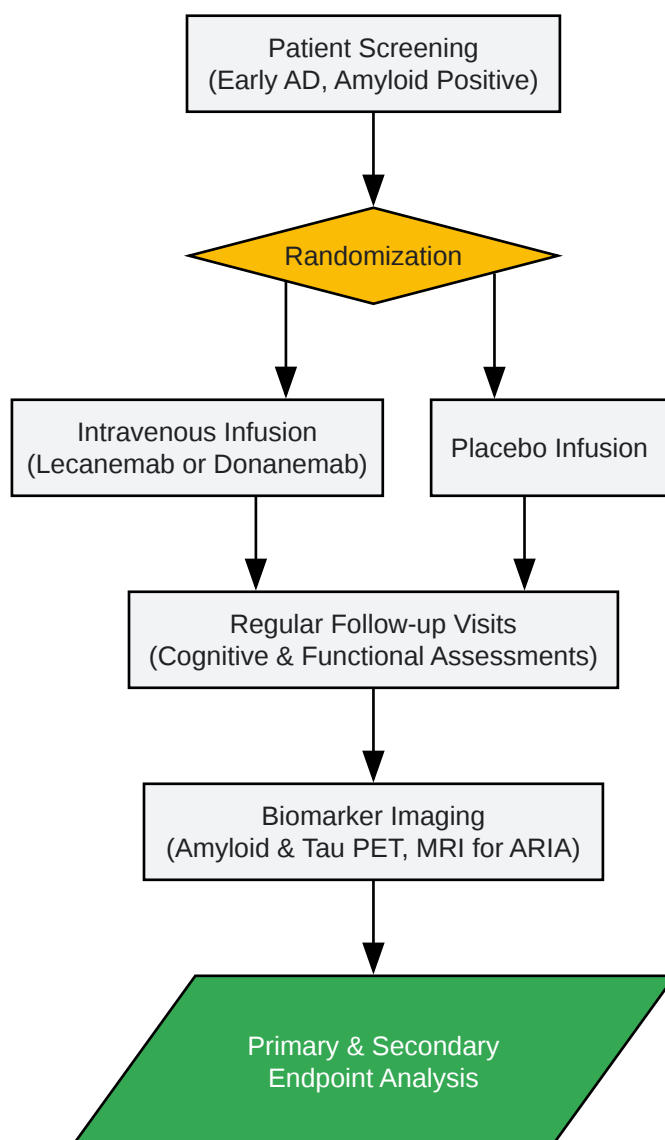 Patient Screening
(Early AD, Amyloid Positive)
Randomization
Intravenous Infusion
(Lecanemab or Donanemab)
Placebo Infusion
Regular Follow-up Visits
(Cognitive & Functional Assessments)
Biomarker Imaging
(Amyloid & Tau PET, MRI for ARIA)
Primary & Secondary
Endpoint Analysis